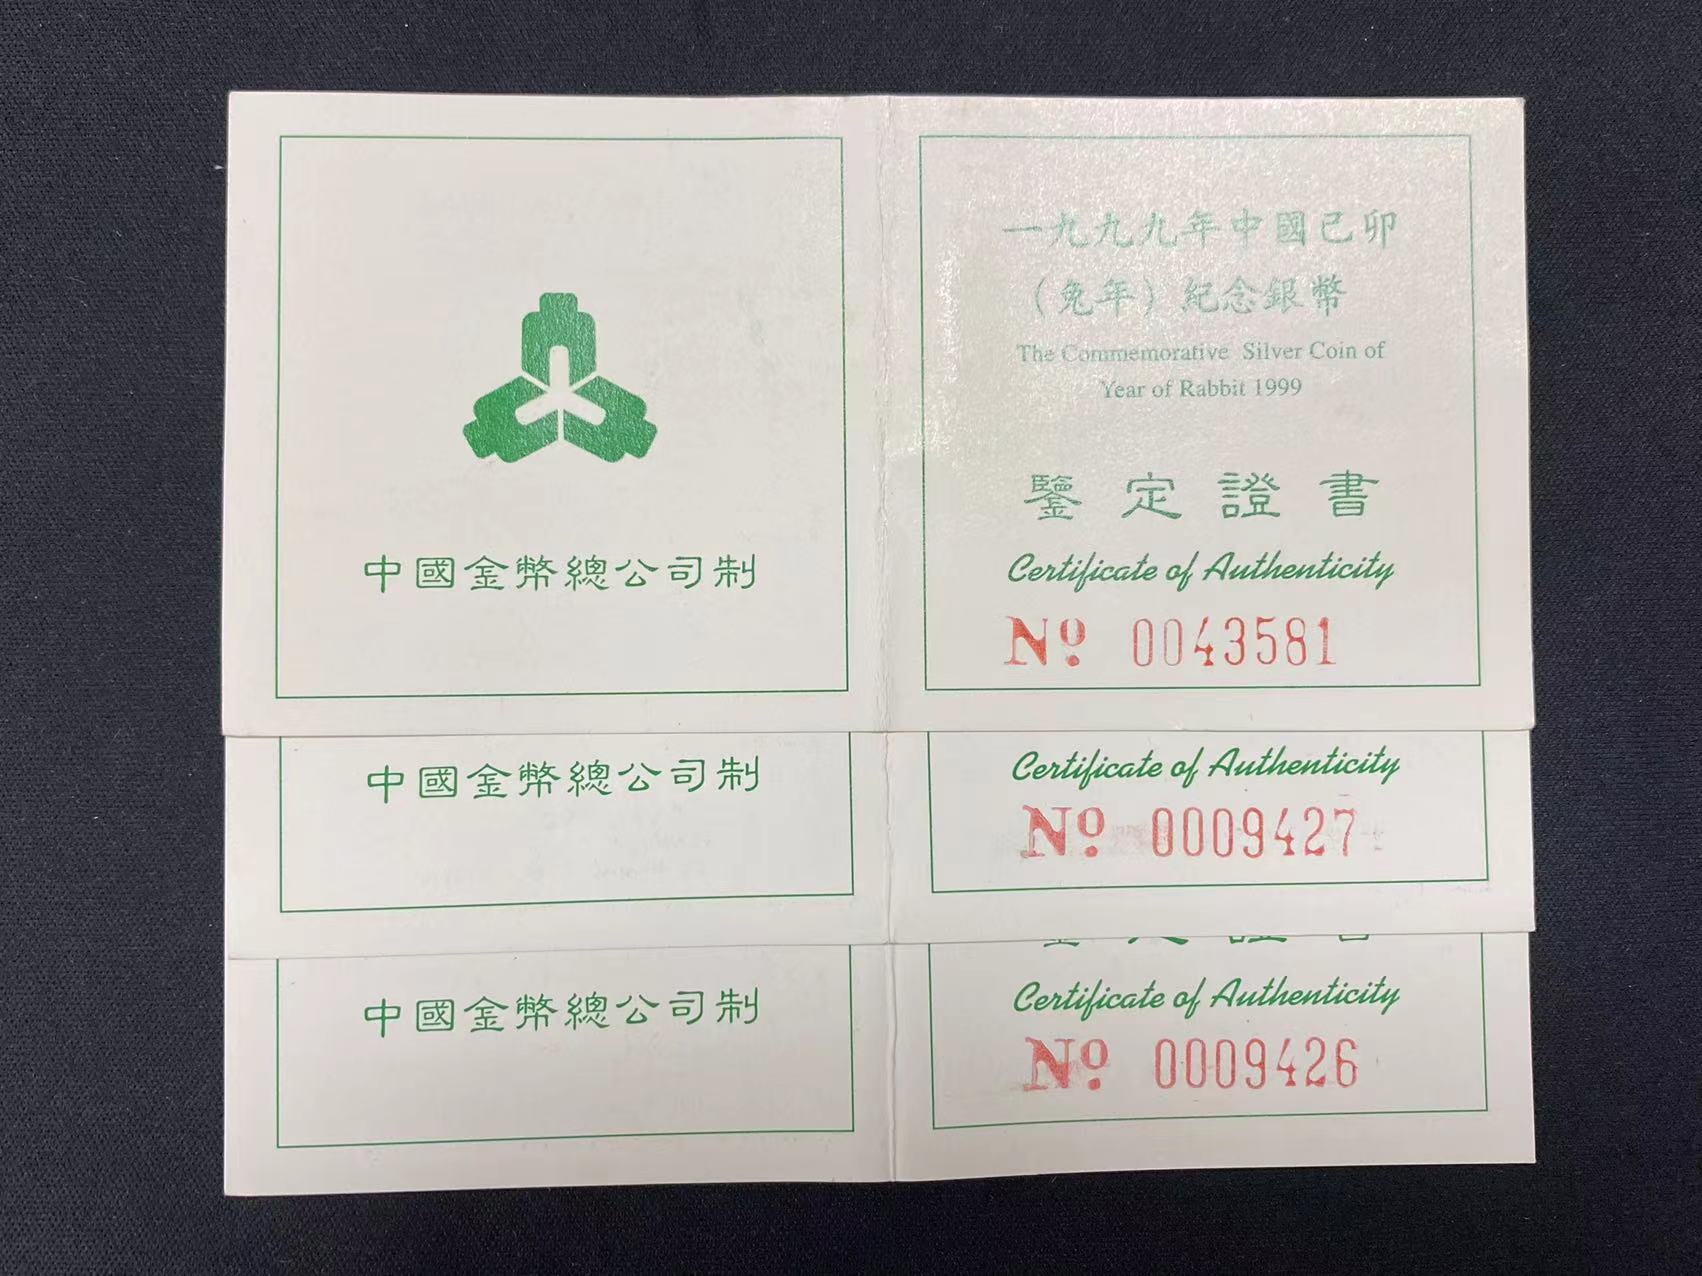 中國金幣總公司制
一九九九年中國己卯
（兔年）紀念銀幣
The Commemorative Silver Coin of
Year of Rabbit 1999
鑒定證書
Certificate of Authenticity
Nº 0043581
中國金幣總公司制
Certificate of Authenticity
Nº 0009427
中國金幣總公司制
Certificate of Authenticity
Nº 0009426